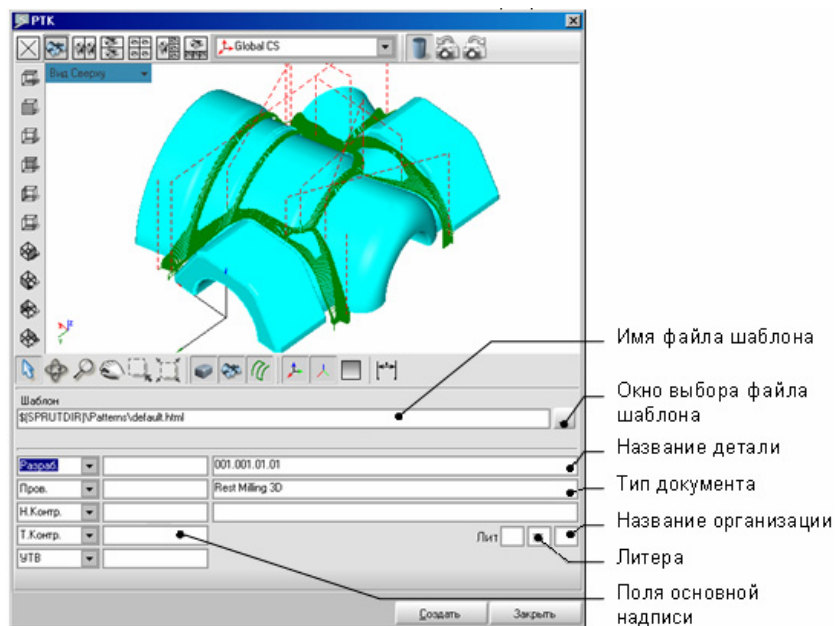 РТК
Global CS
Вид Сверху
Шаблон
$(SPRUTDIR)\Patterns\default.html
Разраб.
001.001.01.01
Пров.
Rest Milling 3D
Н.Контр.
Т.Контр.
Лит
УТВ
Создать
Закрыть
Имя файла шаблона
Окно выбора файла
шаблона
Название детали
Тип документа
Название организации
Литера
Поля основной
надписи